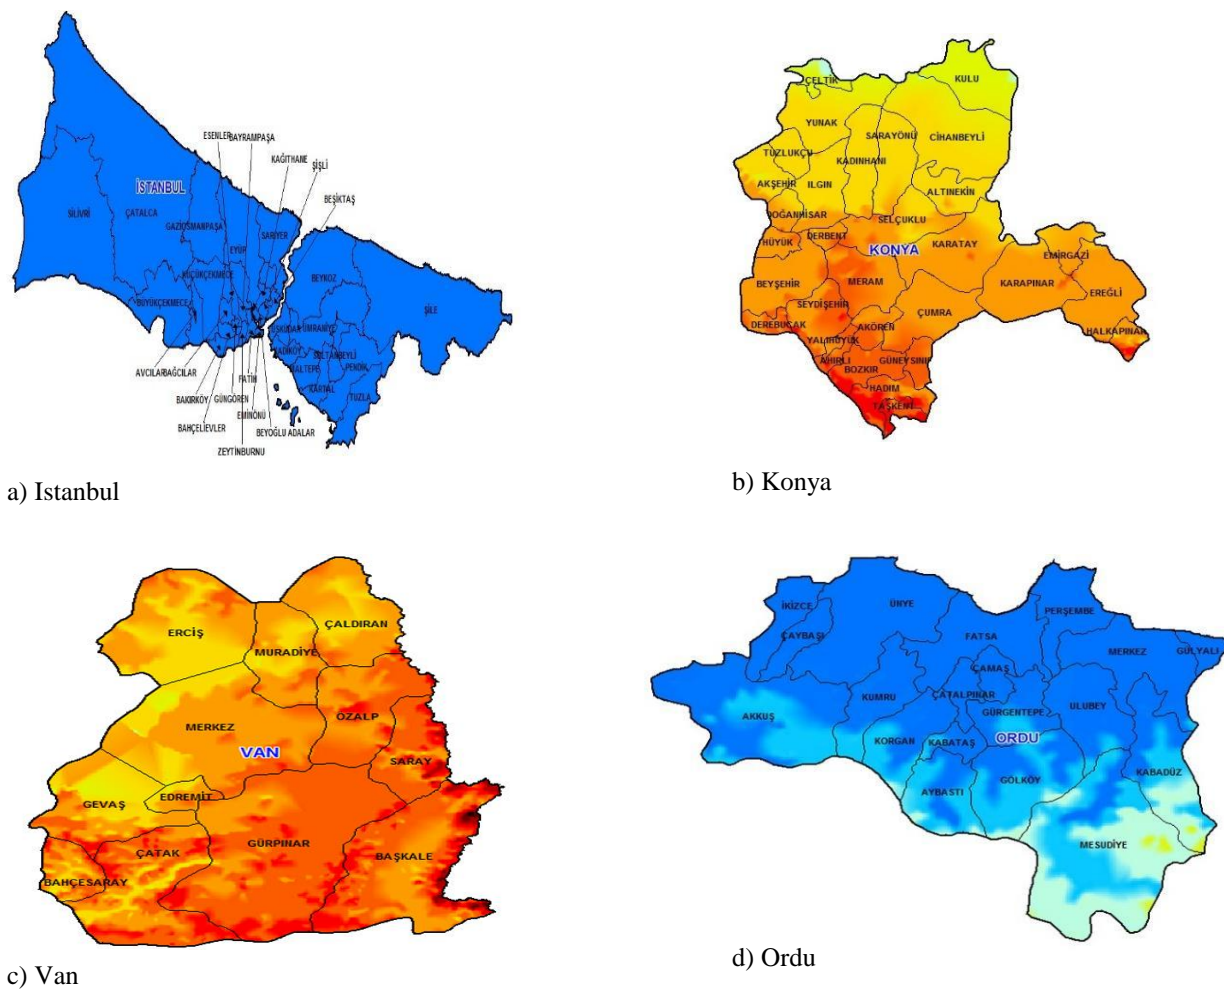 ESENLER BAYRAMPAŞA
KAĞITHANE
ŞİŞLİ
BEŞİKTAŞ
İSTANBUL
SİLİVRİ
ÇATALCA
GAZİOSMANPAŞA
SARIYER
EYÜP
KÜÇÜKÇEKMECE
BÜYÜKÇEKMECE
BEYKOZ
ŞİLE
ÜSKÜDAR ÜMRANİYE
KADIKÖY
SULTANBEYLİ
MALTEPE
PENDİK
KARTAL
TUZLA
AVCILAR BAĞCILAR
FATİH
BAKIRKÖY
GÜNGÖREN
EMİNÖNÜ
BAHÇELİEVLER
BEYOĞLU ADALAR
ZEYTİNBURNU
a) Istanbul
ÇELTİK
KULU
YUNAK
SARAYÖNÜ
CİHANBEYLİ
TUZLUKÇU
KADINHANI
AKŞEHİR
ILGIN
ALTINEKİN
DOĞANHİSAR
SELÇUKLU
HÜYÜK
DERBENT
KONYA
KARATAY
EMİRGAZİ
BEYŞEHİR
MERAM
KARAPINAR
EREĞLİ
SEYDİŞEHİR
ÇUMRA
DEREBUCAK
AKÖREN
HALKAPINAR
YALIHÜYÜK
AHIRLI
BOZKIR
GÜNEYSINIR
HADIM
TAŞKENT
b) Konya
ERCİŞ
ÇALDIRAN
MURADİYE
MERKEZ
ÖZALP
VAN
SARAY
GEVAŞ
EDREMİT
ÇATAK
GÜRPINAR
BAŞKALE
BAHÇESARAY
c) Van
İKİZCE
ÜNYE
PERŞEMBE
ÇAYBAŞI
FATSA
MERKEZ
GÜLYALI
ÇAMAŞ
KUMRU
ÇATALPINAR
AKKUŞ
GÜRGENTEPE
ULUBEY
KORGAN
KABATAŞ
ORDU
GÖLKÖY
KABADÜZ
AYBASTI
MESUDİYE
d) Ordu